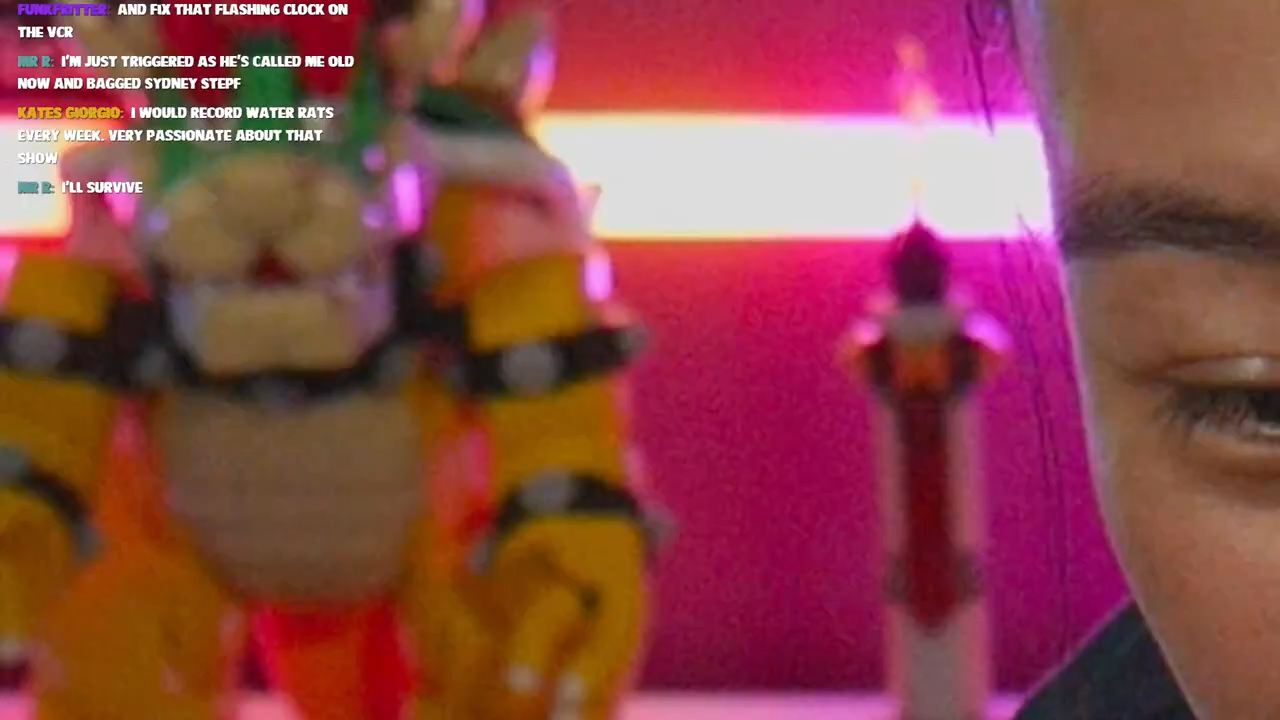 FUNKFRITTER: AND FIX THAT FLASHING CLOCK ON
THE VCR
MR R: I'M JUST TRIGGERED AS HE'S CALLED ME OLD
NOW AND BAGGED SYDNEY STEPF
KATES GIORGIO: I WOULD RECORD WATER RATS
EVERY WEEK. VERY PASSIONATE ABOUT THAT
SHOW
MR R: I'LL SURVIVE